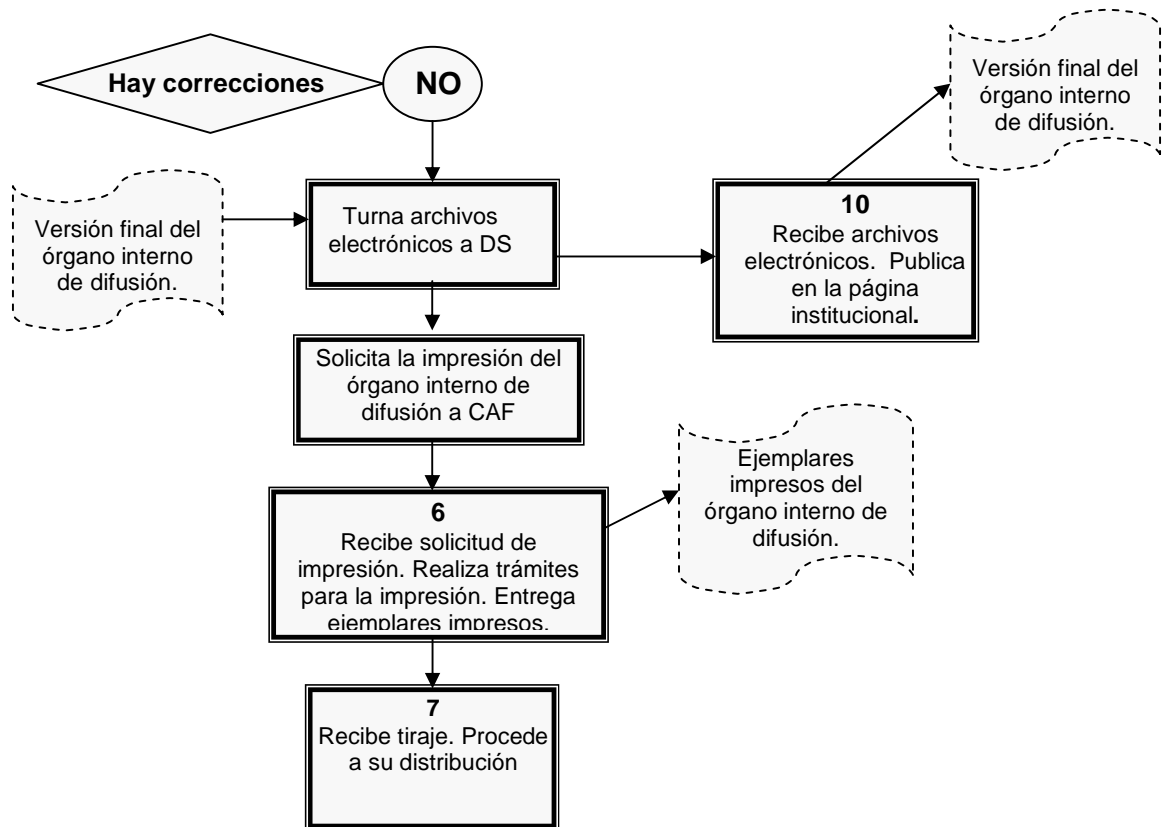 Hay correcciones
NO
Versión final del
órgano interno
de difusión.
Versión final del
órgano interno
de difusión.
Turna archivos
electrónicos a DS
10
Recibe archivos
electrónicos. Publica
en la página
institucional.
Solicita la impresión del
órgano interno de
difusión a CAF
Ejemplares
impresos del
órgano interno de
difusión.
6
Recibe solicitud de
impresión. Realiza trámites
para la impresión. Entrega
ejemplares impresos.
7
Recibe tiraje. Procede
a su distribución